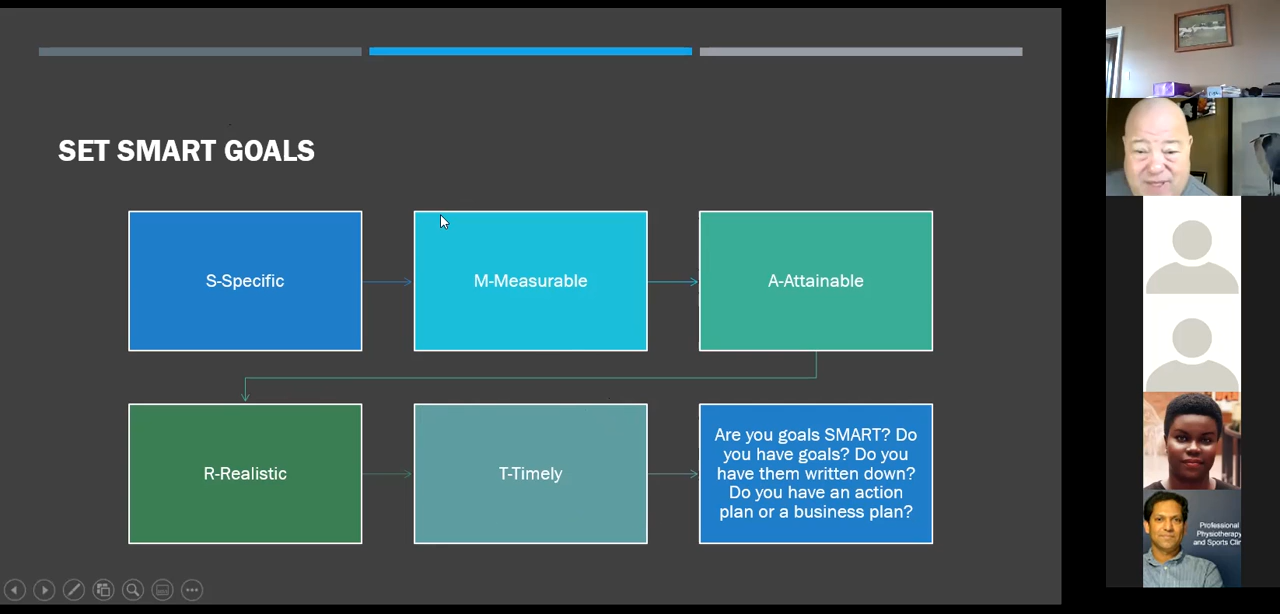 SET SMART GOALS
S-Specific
M-Measurable
A-Attainable
R-Realistic
T-Timely
Are you goals SMART? Do
you have goals? Do you
have them written down?
Do you have an action
plan or a business plan?
Professional
Physiotherapy
and Sports Clin